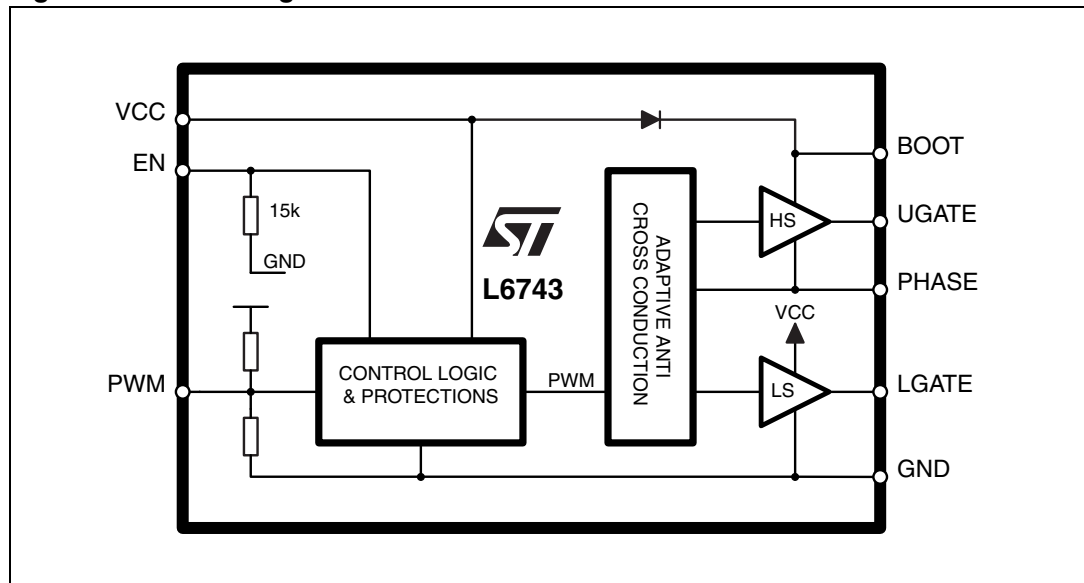 VCC
EN
15k
GND
PWM
ST
L6743
CONTROL LOGIC
& PROTECTIONS
PWM
ADAPTIVE ANTI
CROSS CONDUCTION
HS
VCC
LS
BOOT
UGATE
PHASE
LGATE
GND